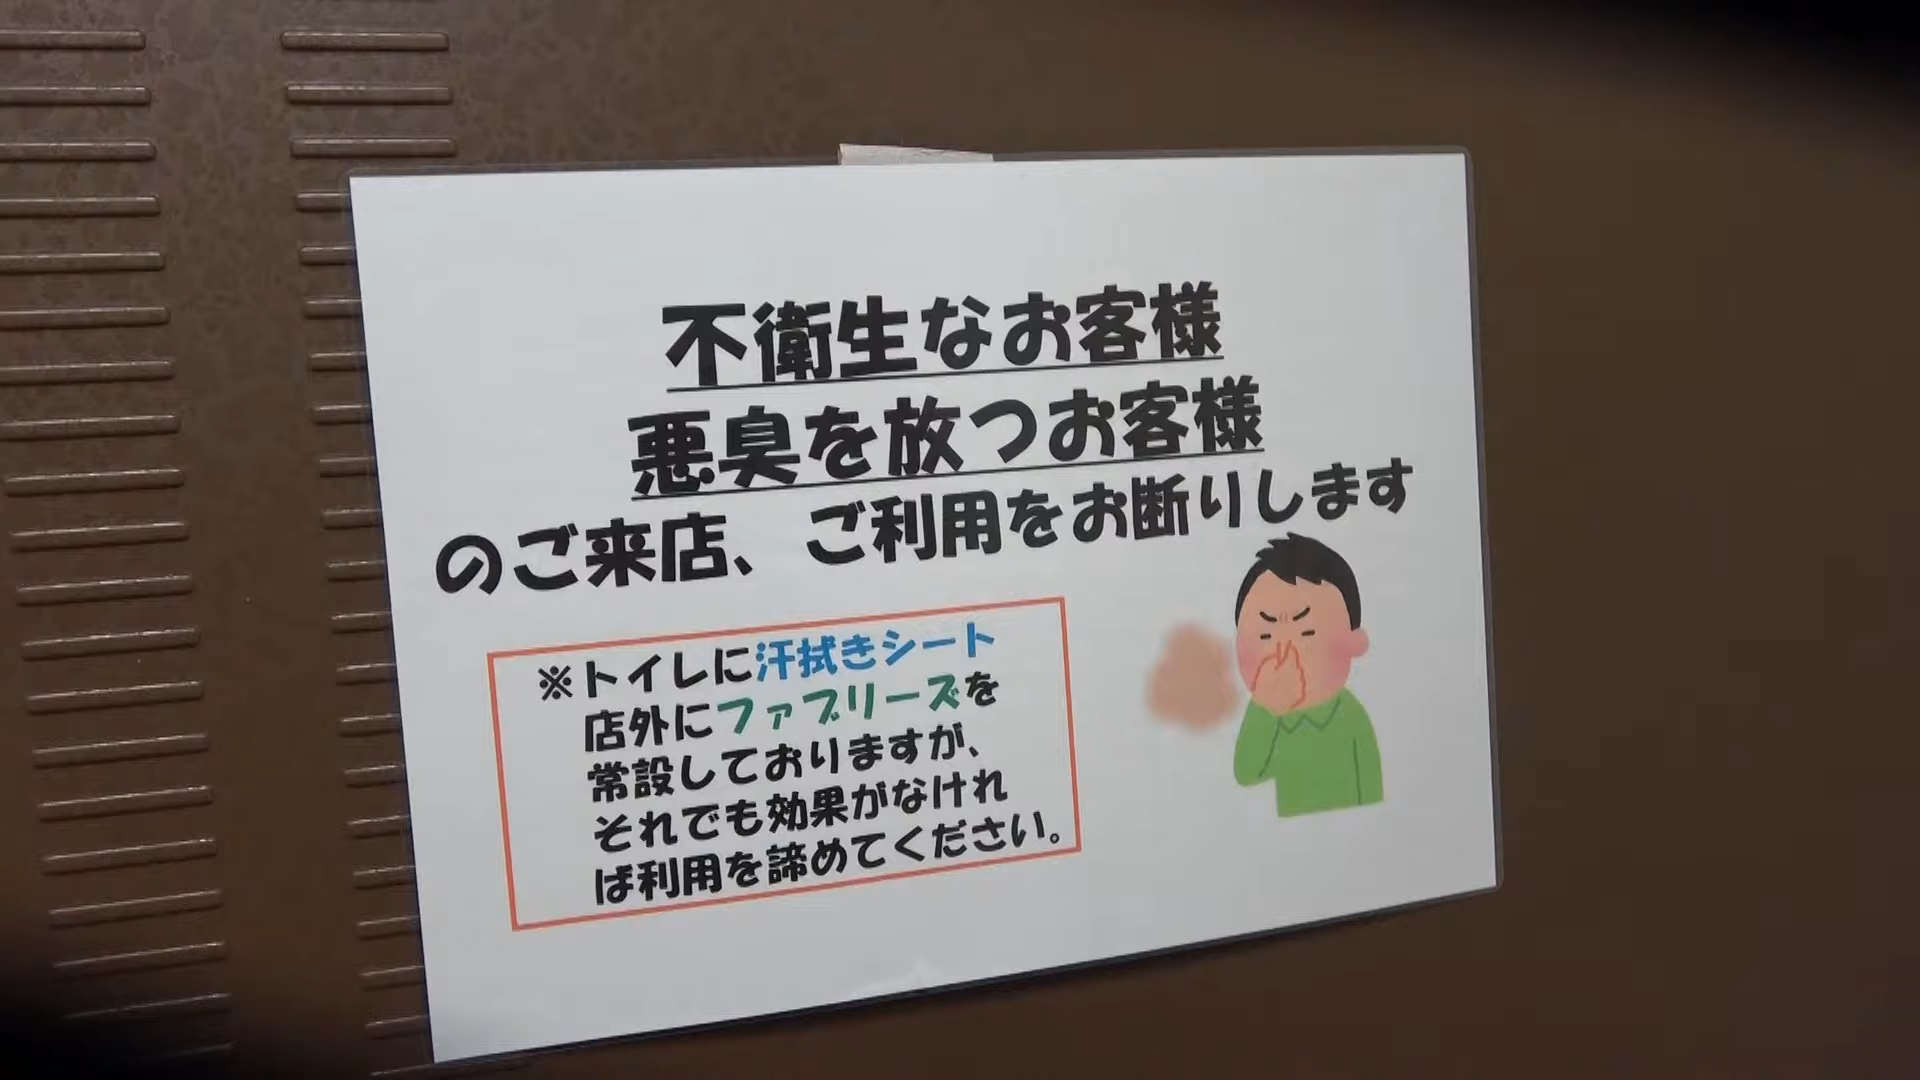 不衛生なお客様
悪臭を放つお客様
のご来店、ご利用をお断りします
※トイレに汗拭きシート
店外にファブリーズを
常設しておりますが、
それでも効果がなけれ
ば利用を諦めてください。